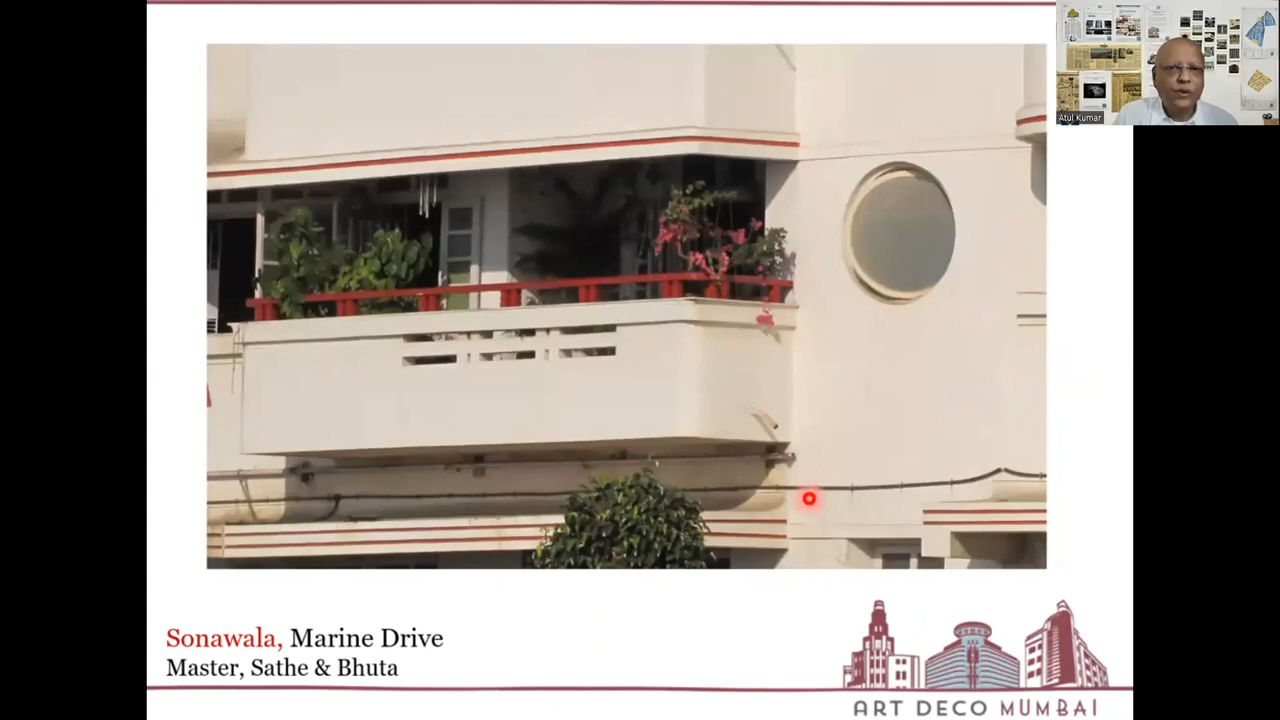 Atul Kumar
Sonawala, Marine Drive
Master, Sathe & Bhuta
ART DECO MUMBAI